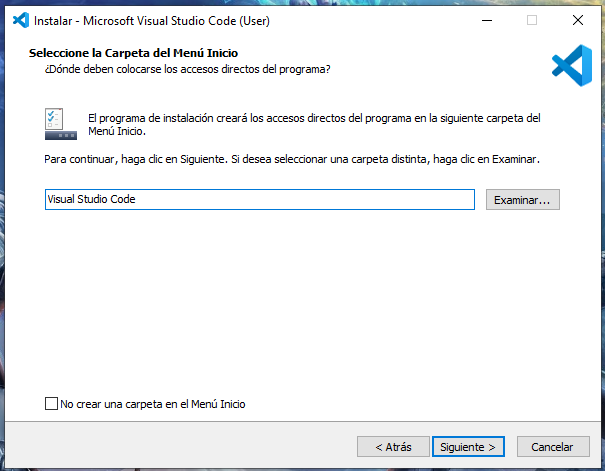 Instalar - Microsoft Visual Studio Code (User)
Seleccione la Carpeta del Menú Inicio
¿Dónde deben colocarse los accesos directos del programa?
El programa de instalación creará los accesos directos del programa en la siguiente carpeta del
Menú Inicio.
Para continuar, haga clic en Siguiente. Si desea seleccionar una carpeta distinta, haga clic en Examinar.
Visual Studio Code
Examinar...
No crear una carpeta en el Menú Inicio
< Atrás
Siguiente >
Cancelar